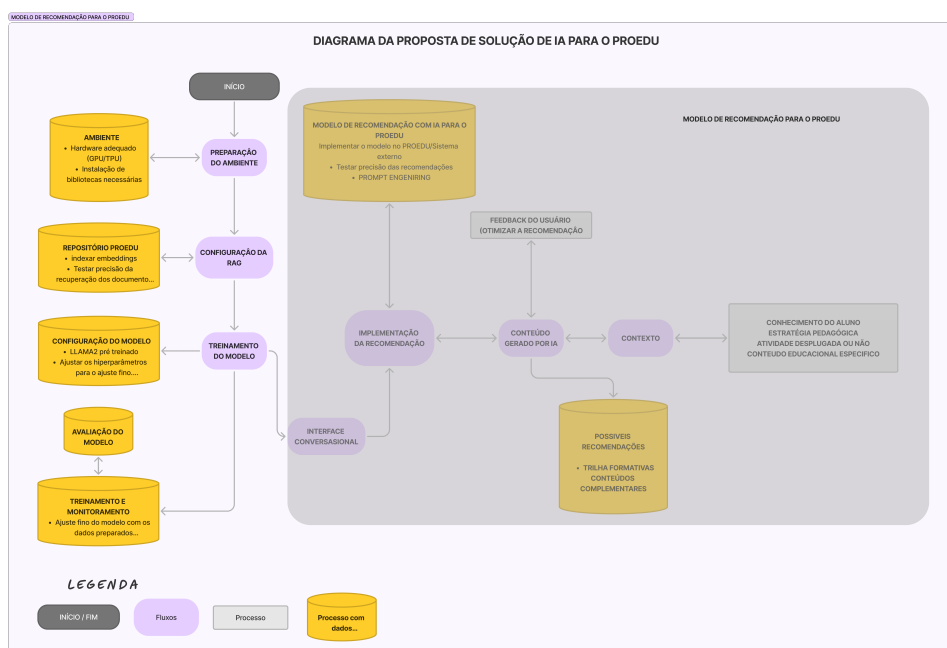 MODELO DE RECOMENDAÇÃO PARA O PROEDU
DIAGRAMA DA PROPOSTA DE SOLUÇÃO DE IA PARA O PROEDU
INÍCIO
AMBIENTE
• Hardware adequado
(GPU/TPU)
• Instalação de
bibliotecas necessárias
PREPARAÇÃO
DO AMBIENTE
REPOSITÓRIO PROEDU
• indexar embeddings
• Testar precisão da
recuperação dos documento...
CONFIGURAÇÃO DA
RAG
CONFIGURAÇÃO DO MODELO
• LLAMA2 pré treinado
• Ajustar os hiperparâmetros
para o ajuste fino....
TREINAMENTO
DO MODELO
AVALIAÇÃO DO
MODELO
TREINAMENTO E
MONITORAMENTO
• Ajuste fino do modelo com os
dados preparados...
MODELO DE RECOMENDAÇÃO PARA O PROEDU
MODELO DE RECOMENDAÇÃO COM IA PARA O
PROEDU
Implementar o modelo no PROEDU/Sistema
externo
• Testar precisão das recomendações
• PROMPT ENGENIRING
FEEDBACK DO USUÁRIO
(OTIMIZAR A RECOMENDAÇÃO
IMPLEMENTAÇÃO
DA RECOMENDAÇÃO
CONTEÚDO
GERADO POR IA
CONTEXTO
CONHECIMENTO DO ALUNO
ESTRATÉGIA PEDAGÓGICA
ATIVIDADE DESPLUGADA OU NÃO
CONTEUDO EDUCACIONAL ESPECIFICO
INTERFACE
CONVERSASIONAL
POSSIVEIS
RECOMENDAÇÕES
• TRILHA FORMATIVAS
CONTEÚDOS
COMPLEMENTARES
LEGENDA
INÍCIO / FIM
Fluxos
Processo
Processo com
dados...